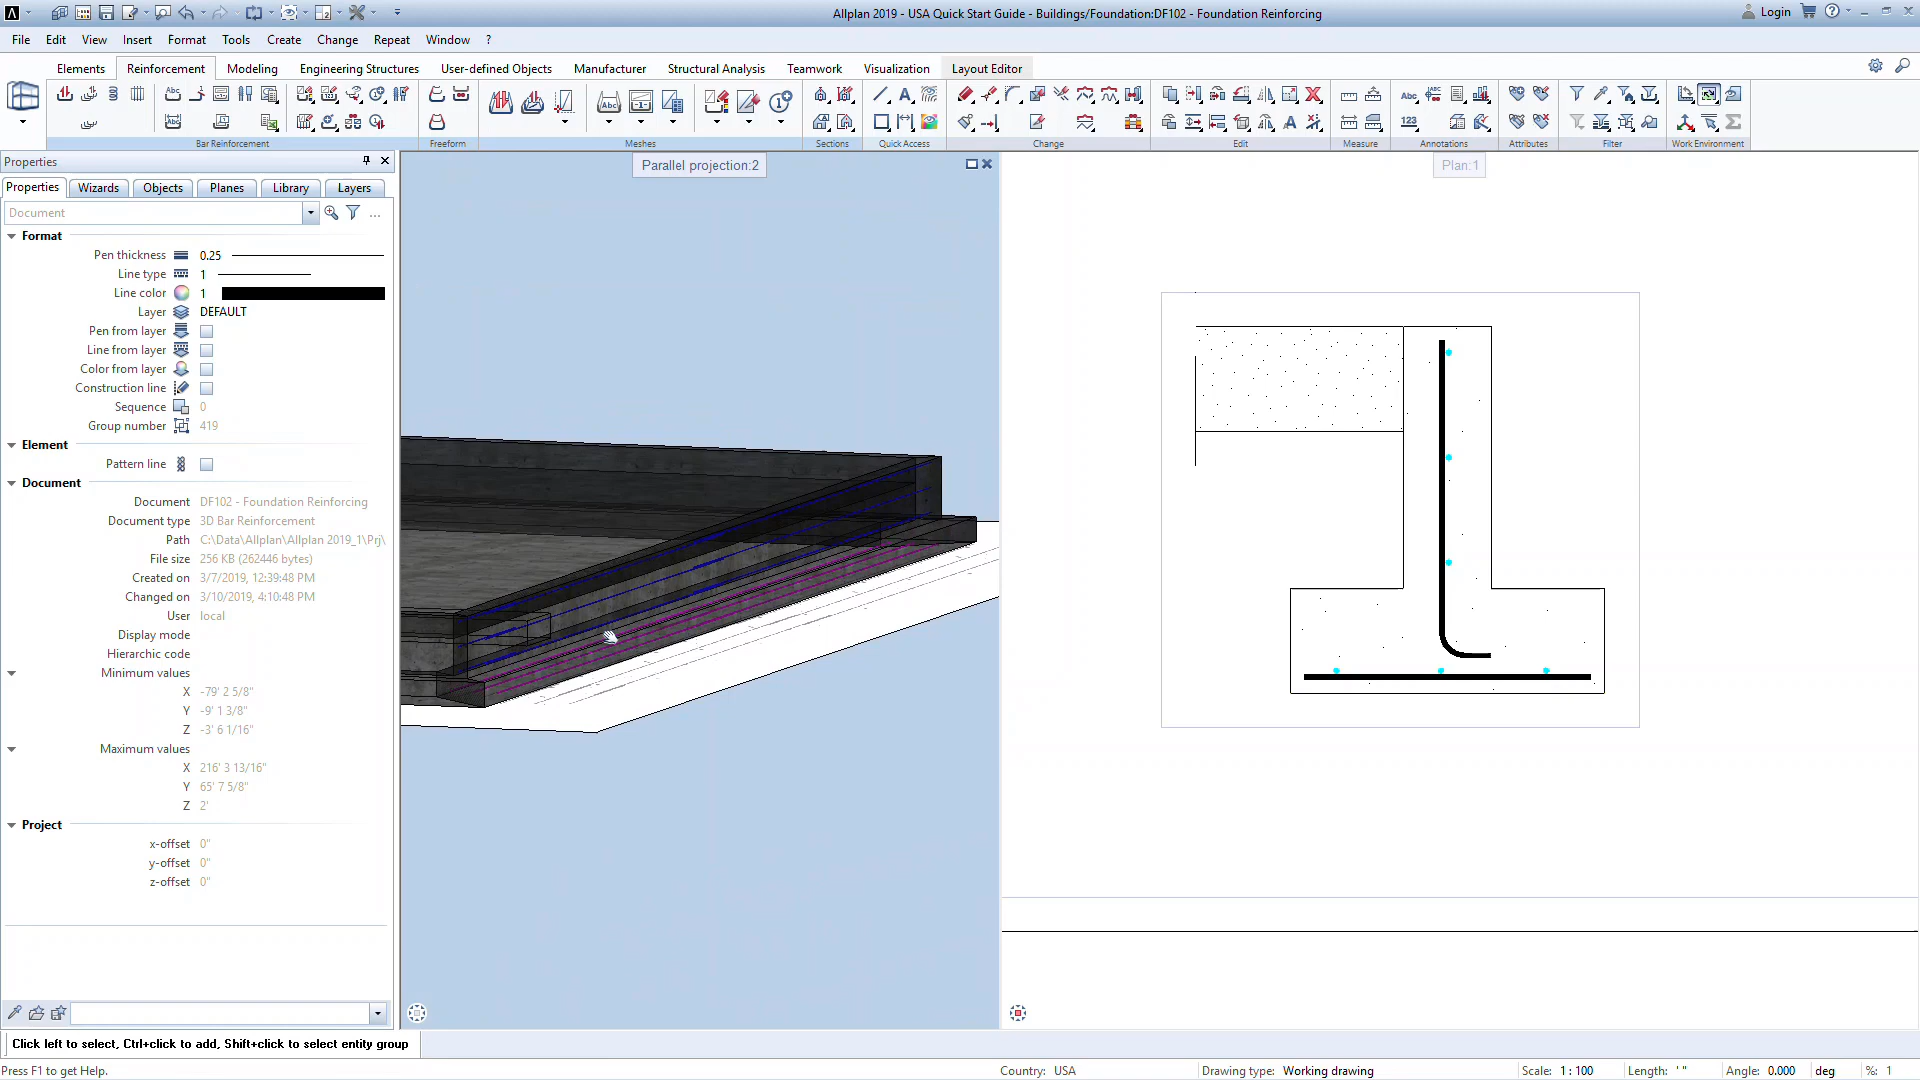 Allplan 2019 - USA Quick Start Guide - Buildings/Foundation:DF102 - Foundation Reinforcing
Login
File Edit View Insert Format Tools Create Change Repeat Window ?
Elements Reinforcement Modeling Engineering Structures User-defined Objects Manufacturer Structural Analysis Teamwork Visualization Layout Editor
Bar Reinforcement Freeform Meshes Sections Quick Access Change Edit Measure Annotations Attributes Filter Work Environment
Properties
Parallel projection:2
Plan:1
Properties Wizards Objects Planes Library Layers
Document
Format
Pen thickness 0.25
Line type 1
Line color 1
Layer DEFAULT
Pen from layer
Line from layer
Color from layer
Construction line
Sequence 0
Group number 419
Element
Pattern line
Document
Document DF102 - Foundation Reinforcing
Document type 3D Bar Reinforcement
Path C:\Data\Allplan\Allplan 2019_1\Prj\
File size 256 KB (262446 bytes)
Created on 3/7/2019, 12:39:48 PM
Changed on 3/10/2019, 4:10:48 PM
User local
Display mode
Hierarchic code
Minimum values
X -79' 2 5/8"
Y -9' 1 3/8"
Z -3' 6 1/16"
Maximum values
X 216' 3 13/16"
Y 65' 7 5/8"
Z 2'
Project
x-offset 0"
y-offset 0"
z-offset 0"
Click left to select, Ctrl+click to add, Shift+click to select entity group
Press F1 to get Help.
Country: USA Drawing type: Working drawing Scale: 1 : 100 Length: ' " Angle: 0.000 deg %: 1